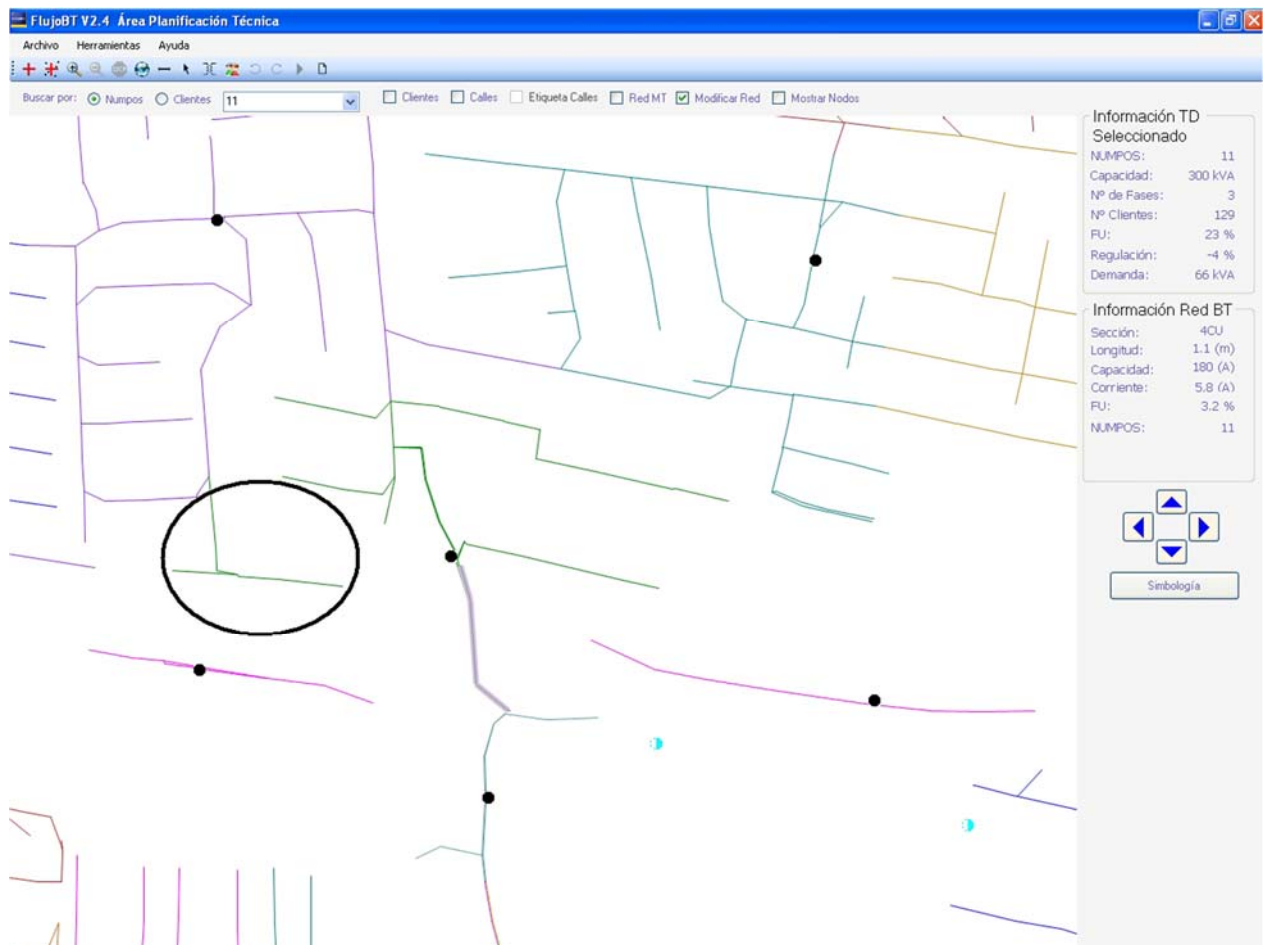 FlujoBT V2.4 Área Planificación Técnica
Archivo Herramientas Ayuda
Buscar por: Numpos Clientes 11 Clientes Calles Etiqueta Calles Red MT Modificar Red Mostrar Nodos
Información TD
Seleccionado
NUMPOS: 11
Capacidad: 300 kVA
Nº de Fases: 3
Nº Clientes: 129
FU: 23 %
Regulación: -4 %
Demanda: 66 kVA
Información Red BT
Sección: 4CU
Longitud: 1.1 (m)
Capacidad: 180 (A)
Corriente: 5.8 (A)
FU: 3.2 %
NUMPOS: 11
Simbología